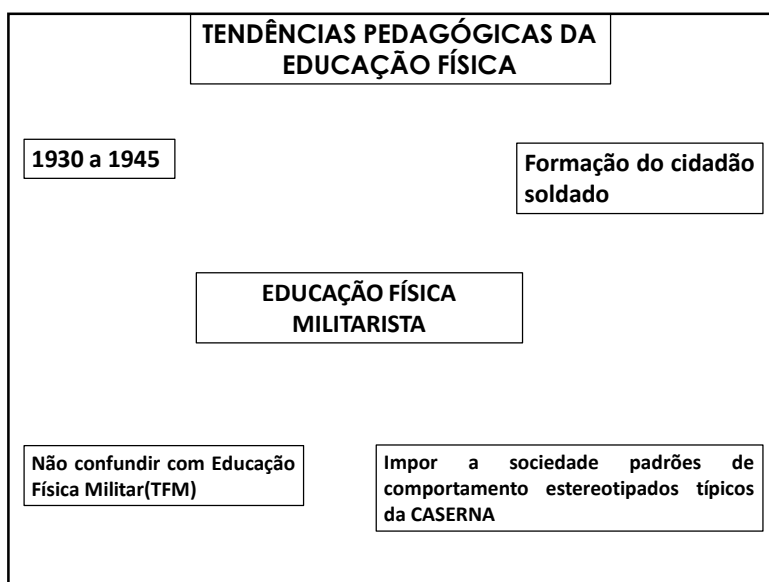 TENDÊNCIAS PEDAGÓGICAS DA
EDUCAÇÃO FÍSICA
1930 a 1945
Formação do cidadão
soldado
EDUCAÇÃO FÍSICA
MILITARISTA
Não confundir com Educação
Física Militar(TFM)
Impor a sociedade padrões de
comportamento estereotipados típicos
da CASERNA